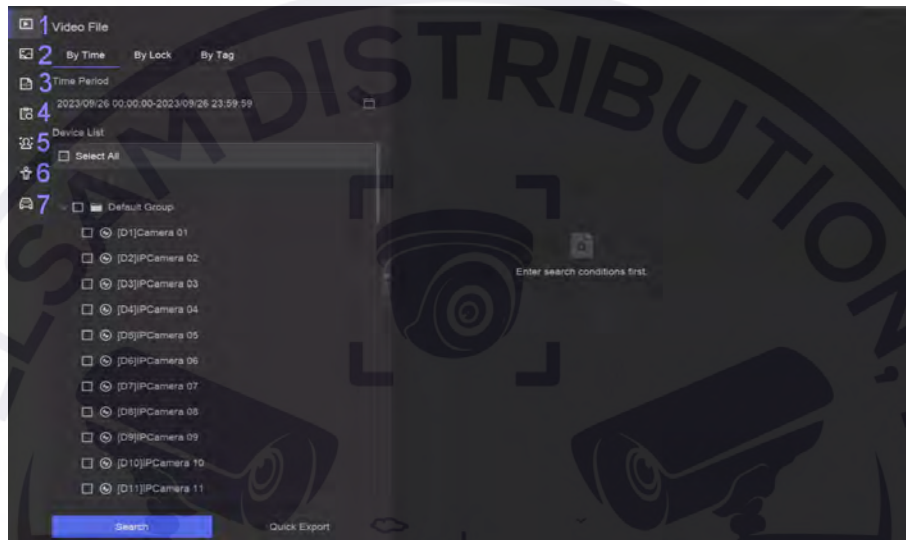 1 Video File
2 By Time By Lock By Tag
3 Time Period
4 2023/09/26 00:00:00-2023/09/26 23:59:59
5 Device List
Select All
6
7 Default Group
[D1]Camera 01
[D2]IPCamera 02
[D3]IPCamera 03
[D4]IPCamera 04
[D5]IPCamera 05
[D6]IPCamera 06
[D7]IPCamera 07
[D8]IPCamera 08
[D9]IPCamera 09
[D10]IPCamera 10
[D11]IPCamera 11
Search Quick Export
Enter search conditions first.
DISTRIBUTION,